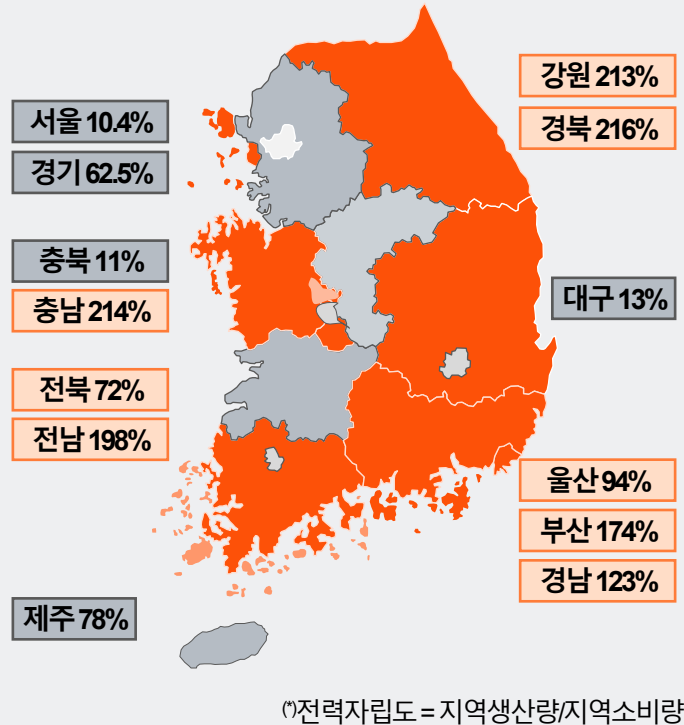 강원 213%
경북 216%
서울 10.4%
경기 62.5%
충북 11%
충남 214%
대구 13%
전북 72%
전남 198%
울산 94%
부산 174%
경남 123%
제주 78%
(*)전력자립도 = 지역생산량/지역소비량